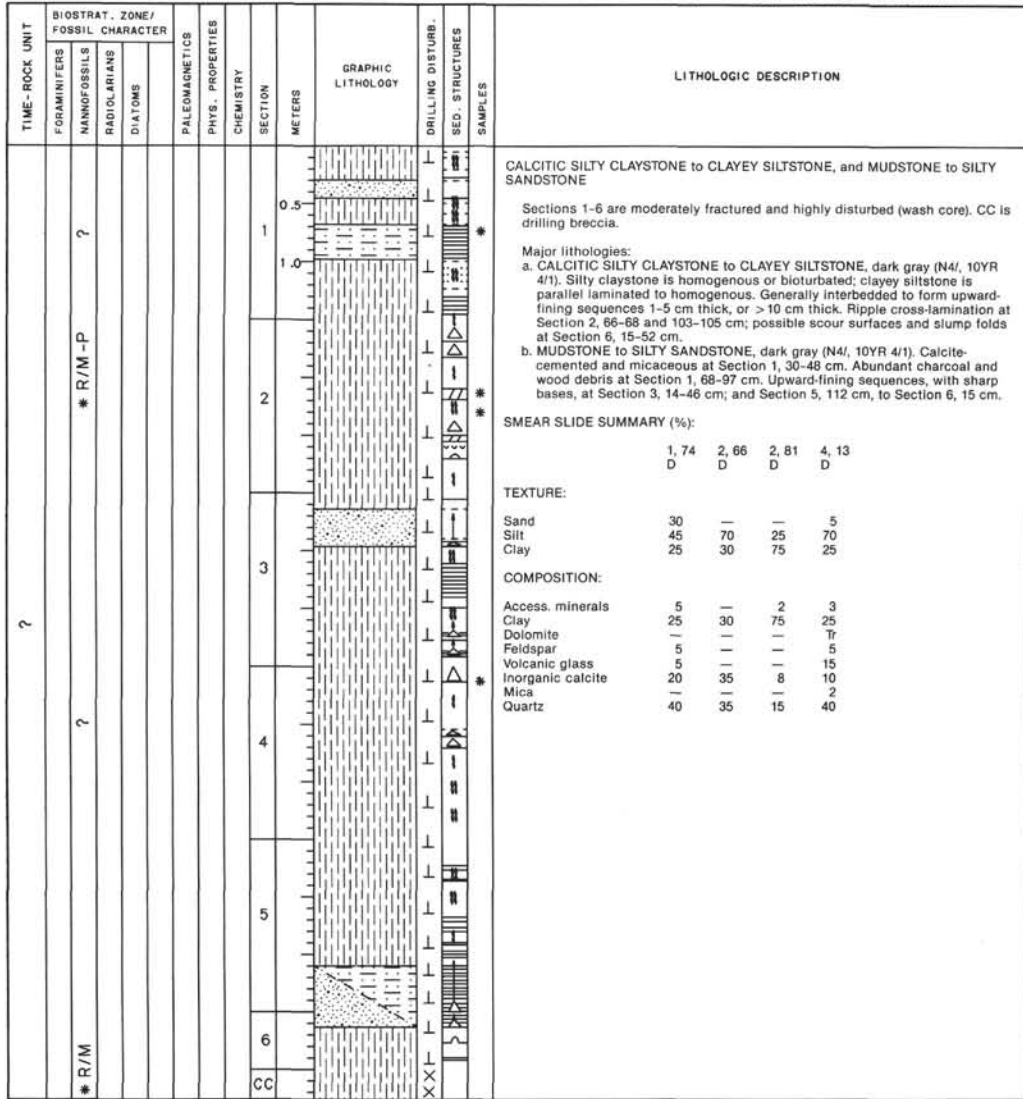 TIME-ROCK UNIT
BIOSTRAT. ZONE/
FOSSIL CHARACTER
FORAMINIFERS
NANNOFOSSILS
RADIOLARIANS
DIATOMS
PALEOMAGNETICS
PHYS. PROPERTIES
CHEMISTRY
SECTION
METERS
GRAPHIC
LITHOLOGY
DRILLING DISTURB.
SED. STRUCTURES
SAMPLES
LITHOLOGIC DESCRIPTION
?
?
* R/M-P
?
* R/M
1
2
3
4
5
6
CC
0.5
1.0
*
*
*
*
CALCITIC SILTY CLAYSTONE to CLAYEY SILTSTONE, and MUDSTONE to SILTY
SANDSTONE
Sections 1-6 are moderately fractured and highly disturbed (wash core). CC is
drilling breccia.
Major lithologies:
a. CALCITIC SILTY CLAYSTONE to CLAYEY SILTSTONE, dark gray (N4/, 10YR
4/1). Silty claystone is homogenous or bioturbated; clayey siltstone is
parallel laminated to homogenous. Generally interbedded to form upward-
fining sequences 1-5 cm thick, or >10 cm thick. Ripple cross-lamination at
Section 2, 66-68 and 103-105 cm; possible scour surfaces and slump folds
at Section 6, 15-52 cm.
b. MUDSTONE to SILTY SANDSTONE, dark gray (N4/, 10YR 4/1). Calcite-
cemented and micaceous at Section 1, 30-48 cm. Abundant charcoal and
wood debris at Section 1, 68-97 cm. Upward-fining sequences, with sharp
bases, at Section 3, 14-46 cm; and Section 5, 112 cm, to Section 6, 15 cm.
SMEAR SLIDE SUMMARY (%):
1, 74 2, 66 2, 81 4, 13
D D D D
TEXTURE:
Sand 30 — — 5
Silt 45 70 25 70
Clay 25 30 75 25
COMPOSITION:
Access. minerals 5 — 2 3
Clay 25 30 75 25
Dolomite — — — Tr
Feldspar 5 — — 5
Volcanic glass 5 — — 15
Inorganic calcite 20 35 8 10
Mica — — — 2
Quartz 40 35 15 40